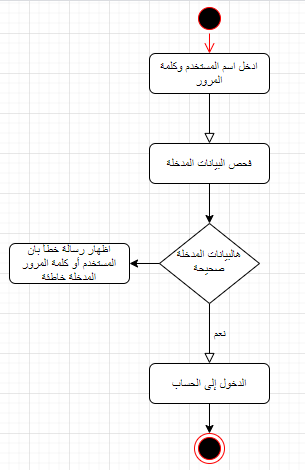 ادخل اسم المستخدم وكلمة
المرور
فحص البيانات المدخلة
هالبيانات المدخلة
صحيحة
اظهار رسالة خطأ بان
المستخدم أو كلمة المرور
المدخلة خاطئة
نعم
الدخول إلى الحساب